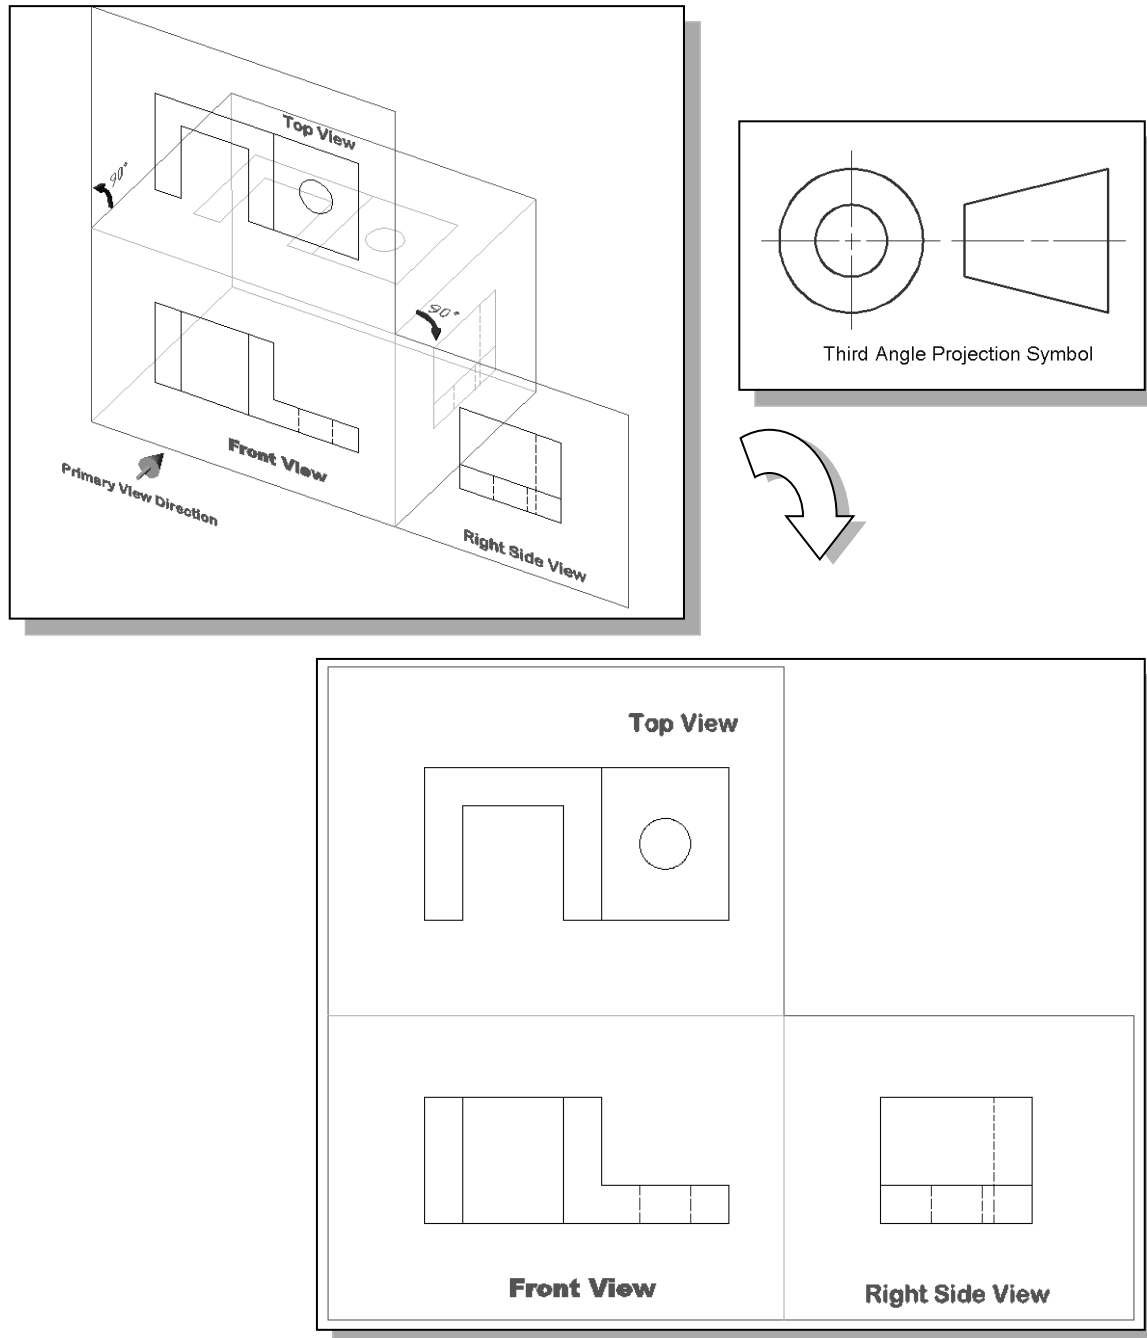 Top View
90°
90°
Front View
Primary View Direction
Right Side View
Third Angle Projection Symbol
Top View
Front View
Right Side View